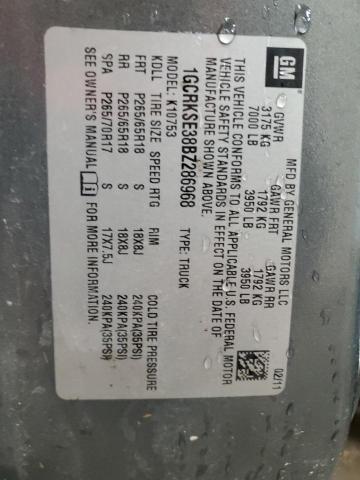 GM
MFD BY GENERAL MOTORS LLC
02/11
GVWR GAWR FRT GAWR RR
3175 KG 1792 KG 1792 KG
7000 LB 3950 LB 3950 LB
THIS VEHICLE CONFORMS TO ALL APPLICABLE U.S. FEDERAL MOTOR
VEHICLE SAFETY STANDARDS IN EFFECT ON THE DATE OF
MANUFACTURE SHOWN ABOVE.
1GCRKSE38BZ286968 TYPE: TRUCK
MODEL: K10753
KDLL TIRE SIZE SPEED RTG RIM COLD TIRE PRESSURE
FRT P265/65R18 S 18X8J 240KPA(35PSI)
RR P265/65R18 S 18X8J 240KPA(35PSI)
SPA P265/70R17 S 17X7.5J 240KPA(35PSI)
SEE OWNER'S MANUAL FOR MORE INFORMATION.